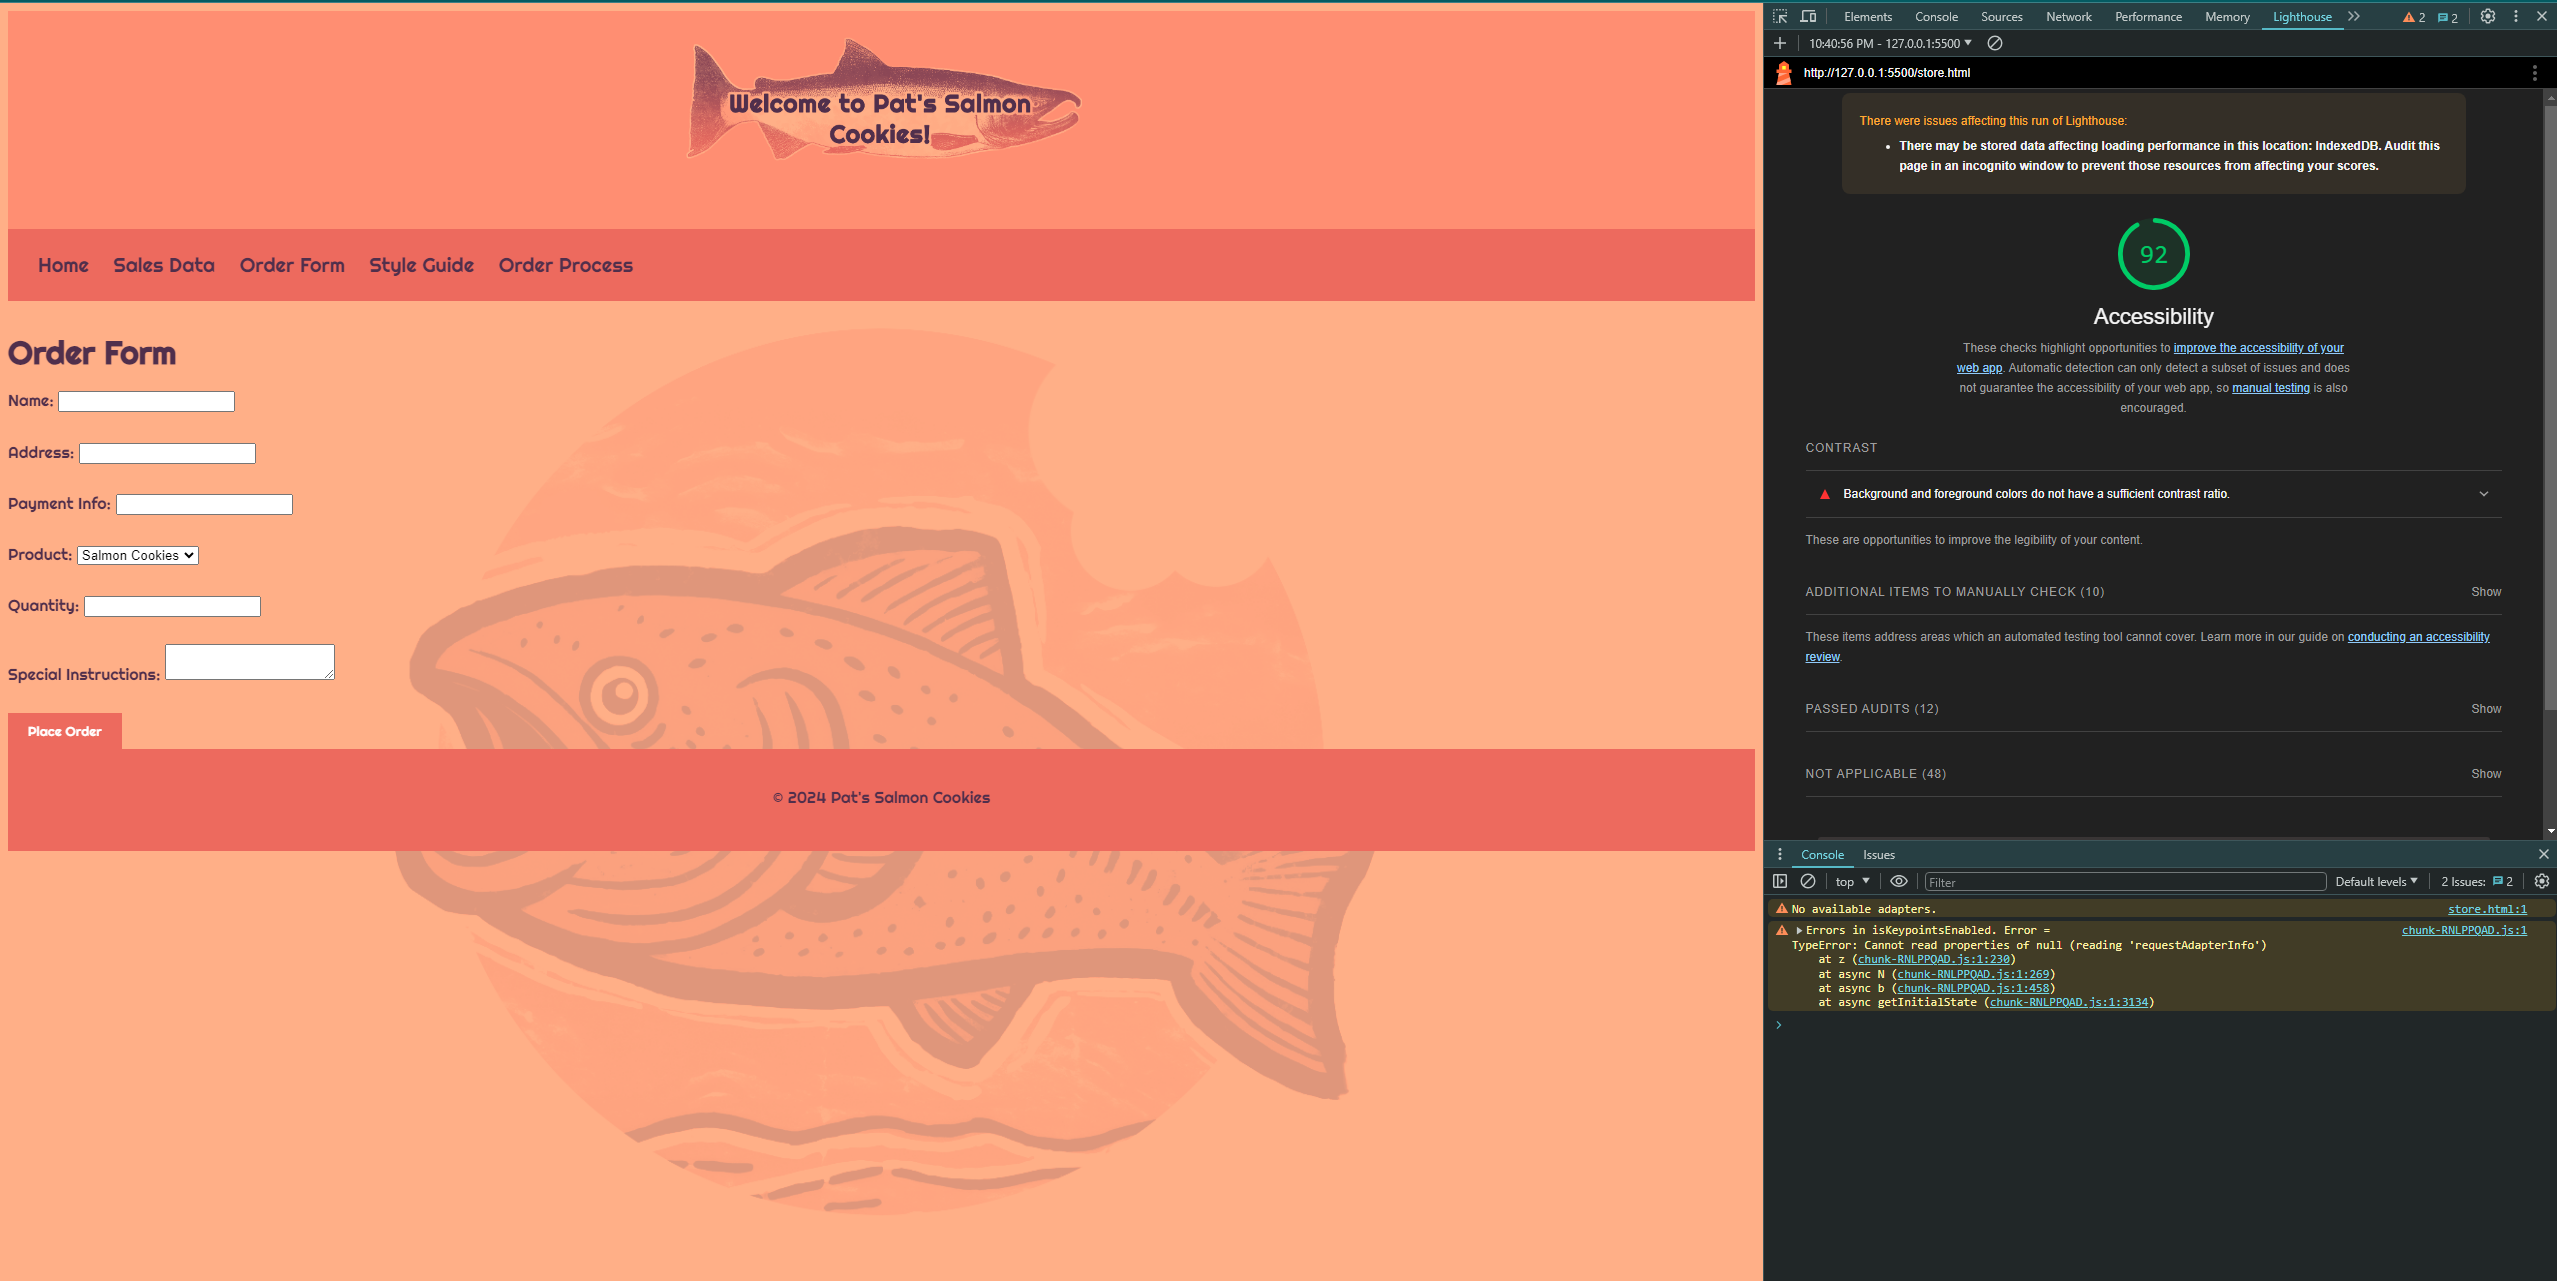 Welcome to Pat's Salmon
Cookies!
Home Sales Data Order Form Style Guide Order Process
Order Form
Name:
Address:
Payment Info:
Product: Salmon Cookies
Quantity:
Special Instructions:
Place Order
© 2024 Pat's Salmon Cookies
Elements Console Sources Network Performance Memory Lighthouse 2 2
10:40:56 PM - 127.0.0.1:5500
http://127.0.0.1:5500/store.html
There were issues affecting this run of Lighthouse:
• There may be stored data affecting loading performance in this location: IndexedDB. Audit this
page in an incognito window to prevent those resources from affecting your scores.
92
Accessibility
These checks highlight opportunities to improve the accessibility of your
web app. Automatic detection can only detect a subset of issues and does
not guarantee the accessibility of your web app, so manual testing is also
encouraged.
CONTRAST
Background and foreground colors do not have a sufficient contrast ratio.
These are opportunities to improve the legibility of your content.
ADDITIONAL ITEMS TO MANUALLY CHECK (10) Show
These items address areas which an automated testing tool cannot cover. Learn more in our guide on conducting an accessibility
review.
PASSED AUDITS (12) Show
NOT APPLICABLE (48) Show
Console Issues
top Filter Default levels 2 Issues: 2
No available adapters. store.html:1
Errors in isKeypointsEnabled. Error = chunk-RNLPPQAD.js:1
TypeError: Cannot read properties of null (reading 'requestAdapterInfo')
at z (chunk-RNLPPQAD.js:1:230)
at async N (chunk-RNLPPQAD.js:1:269)
at async b (chunk-RNLPPQAD.js:1:458)
at async getInitialState (chunk-RNLPPQAD.js:1:3134)